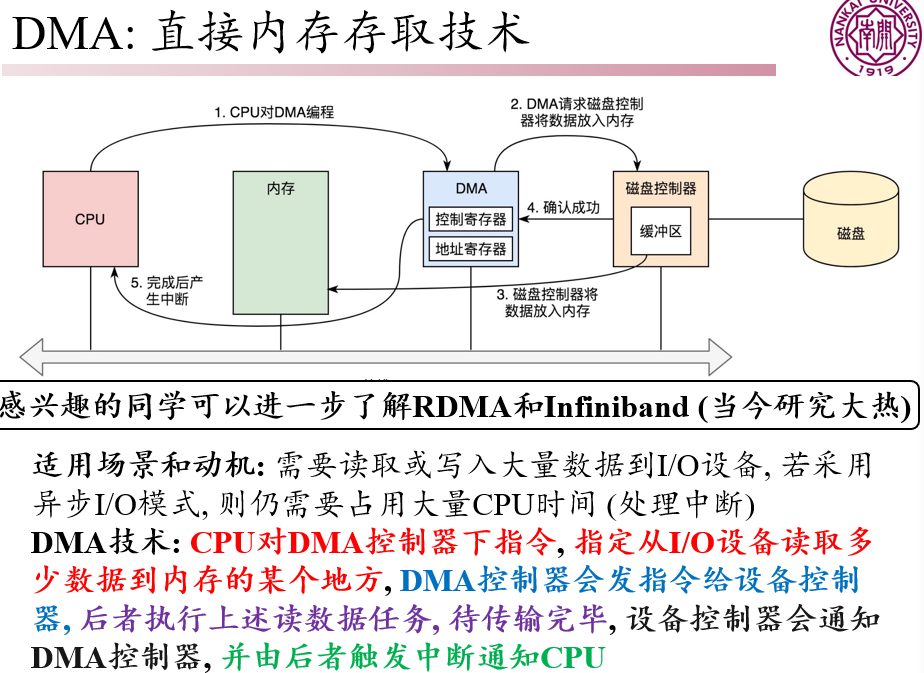 DMA: 直接内存存取技术
NANKAI UNIVERSITY
南開
1919
1. CPU对DMA编程
2. DMA请求磁盘控制
器将数据放入内存
CPU
内存
DMA
控制寄存器
地址寄存器
4. 确认成功
磁盘控制器
缓冲区
磁盘
5. 完成后产
生中断
3. 磁盘控制器将
数据放入内存
感兴趣的同学可以进一步了解RDMA和Infiniband (当今研究大热)
适用场景和动机: 需要读取或写入大量数据到I/O设备, 若采用
异步I/O模式, 则仍需要占用大量CPU时间 (处理中断)
DMA技术: CPU对DMA控制器下指令, 指定从I/O设备读取多
少数据到内存的某个地方, DMA控制器会发指令给设备控制
器, 后者执行上述读数据任务, 待传输完毕, 设备控制器会通知
DMA控制器, 并由后者触发中断通知CPU